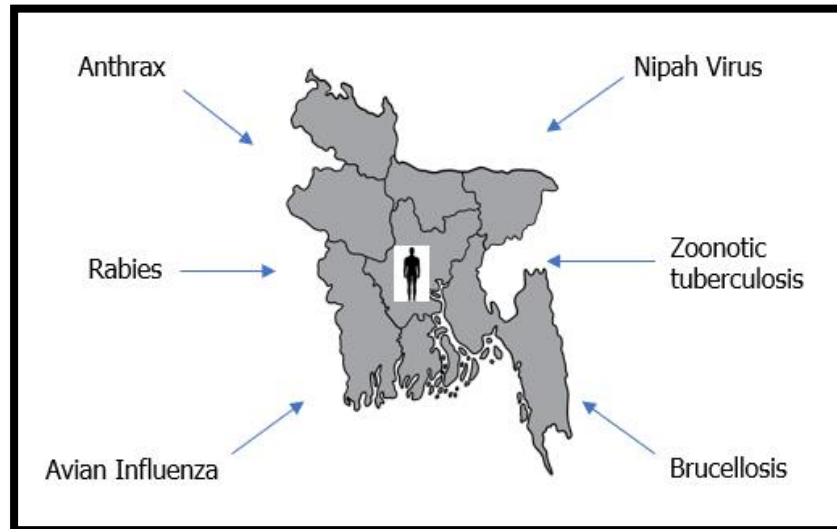 Anthrax
Nipah Virus
Rabies
Zoonotic
tuberculosis
Avian Influenza
Brucellosis